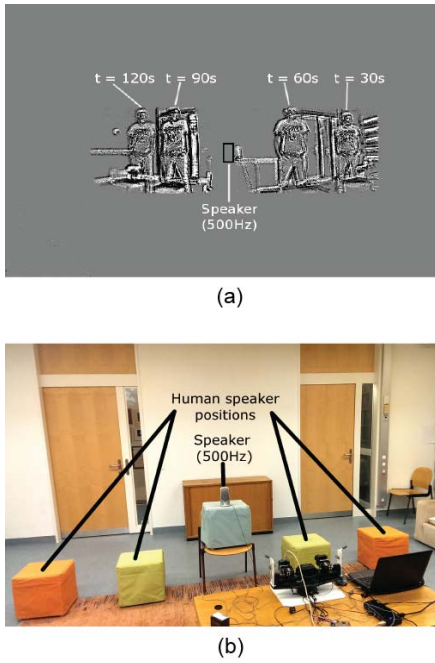 t = 120s t = 90s t = 60s t = 30s
Speaker
(500Hz)
(a)
Human speaker
positions
Speaker
(500Hz)
(b)